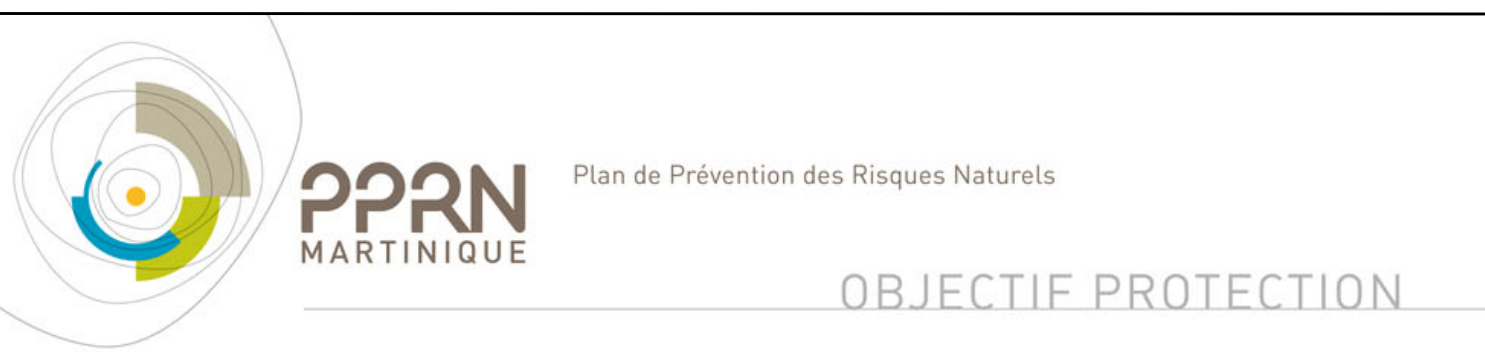 Plan de Prévention des Risques Naturels
PPRN
MARTINIQUE
OBJECTIF PROTECTION